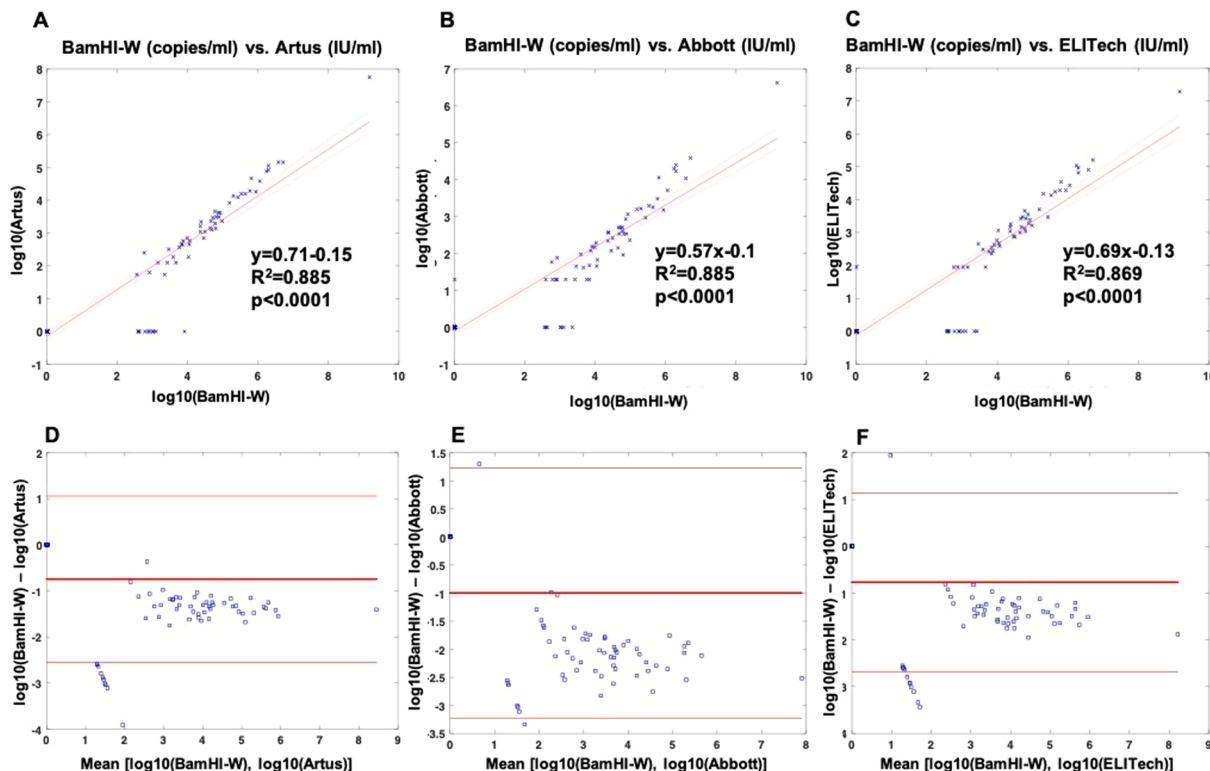 A
BamHI-W (copies/ml) vs. Artus (IU/ml)
8
7
6
5
4
3
2
1
0
-1
0 2 4 6 8 10
log10(Artus)
log10(BamHI-W)
y=0.71-0.15
R²=0.885
p<0.0001
B
BamHI-W (copies/ml) vs. Abbott (IU/ml)
7
6
5
4
3
2
1
0
-1
0 2 4 6 8 10
log10(Abbott)
log10(BamHI-W)
y=0.57x-0.1
R²=0.885
p<0.0001
C
BamHI-W (copies/ml) vs. ELITech (IU/ml)
8
7
6
5
4
3
2
1
0
1
0 2 4 6 8 10
Log10(ELITech)
log10(BamHI-W)
y=0.69x-0.13
R²=0.869
p<0.0001
D
2
1
0
-1
-2
-3
-4
0 1 2 3 4 5 6 7 8 9
log10(BamHI-W) – log10(Artus)
Mean [log10(BamHI-W), log10(Artus)]
E
1.5
1
0.5
0
-0.5
-1
-1.5
-2
-2.5
-3
-3.5
0 1 2 3 4 5 6 7 8
log10(BamHI-W) – log10(Abbott)
Mean [log10(BamHI-W), log10(Abbott)]
F
2
1
0
1
2
3
4
0 1 2 3 4 5 6 7 8 9
log10(BamHI-W) – log10(ELITech)
Mean [log10(BamHI-W), log10(ELITech)]